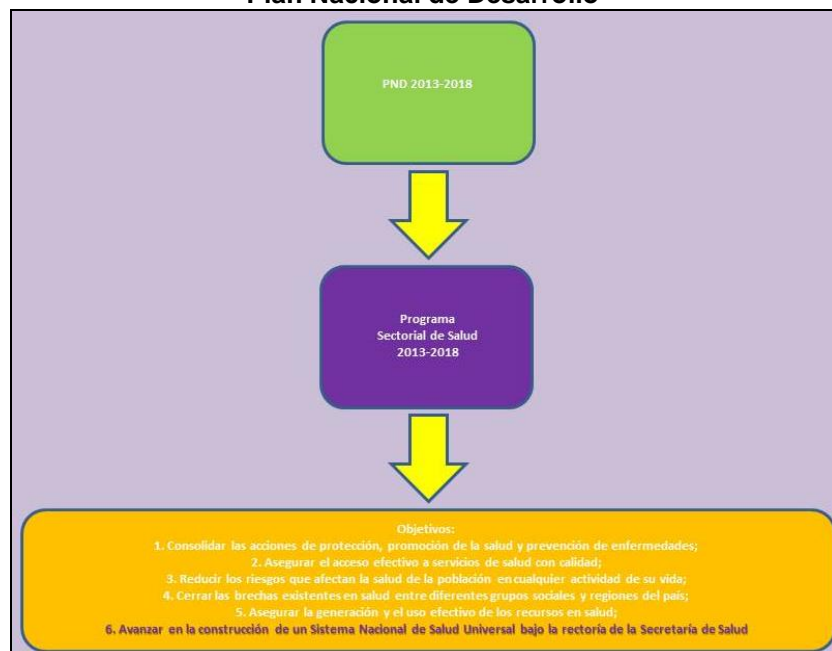 Plan Nacional de Desarrollo
PND 2013-2018
Programa
Sectorial de Salud
2013-2018
Objetivos:
1. Consolidar las acciones de protección, promoción de la salud y prevención de enfermedades;
2. Asegurar el acceso efectivo a servicios de salud con calidad;
3. Reducir los riesgos que afectan la salud de la población en cualquier actividad de su vida;
4. Cerrar las brechas existentes en salud entre diferentes grupos sociales y regiones del país;
5. Asegurar la generación y el uso efectivo de los recursos en salud;
6. Avanzar en la construcción de un Sistema Nacional de Salud Universal bajo la rectoría de la Secretaría de Salud